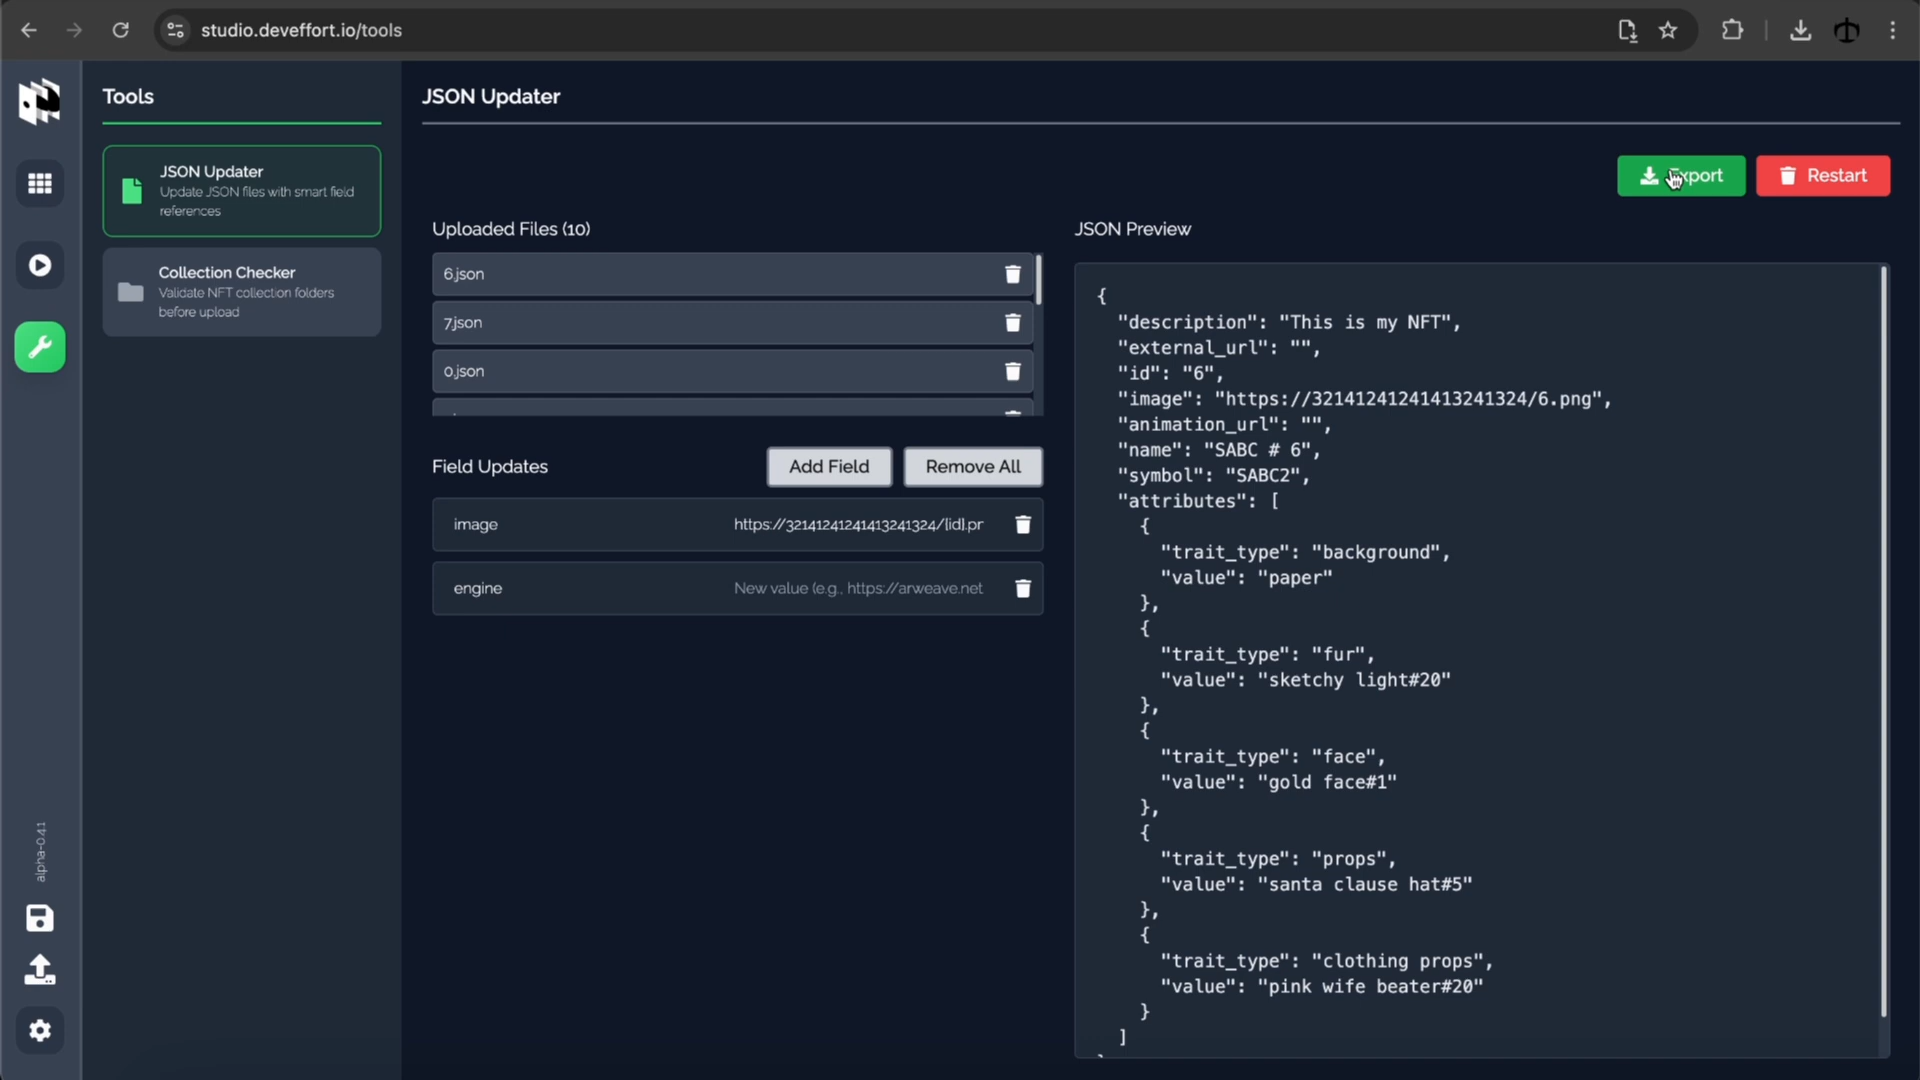 studio.deveffort.io/tools
Tools
JSON Updater
Update JSON files with smart field
references
Collection Checker
Validate NFT collection folders
before upload
alpha-0.4.1
JSON Updater
Export
Restart
Uploaded Files (10)
6.json
7.json
0.json
Field Updates
Add Field
Remove All
image
https://32141241241413241324/[id].pr
engine
New value (e.g., https://arweave.net
JSON Preview
{
"description": "This is my NFT",
"external_url": "",
"id": "6",
"image": "https://32141241241413241324/6.png",
"animation_url": "",
"name": "SABC # 6",
"symbol": "SABC2",
"attributes": [
{
"trait_type": "background",
"value": "paper"
},
{
"trait_type": "fur",
"value": "sketchy light#20"
},
{
"trait_type": "face",
"value": "gold face#1"
},
{
"trait_type": "props",
"value": "santa clause hat#5"
},
{
"trait_type": "clothing props",
"value": "pink wife beater#20"
}
]